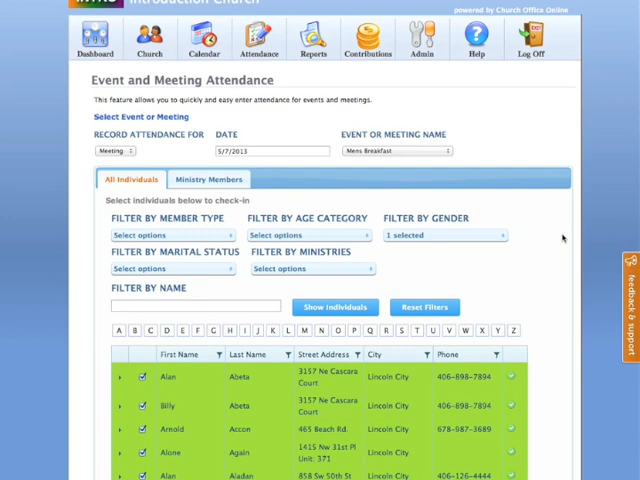 Introduction Church
powered by Church Office Online
Dashboard Church Calendar Attendance Reports Contributions Admin Help Log Off
Event and Meeting Attendance
This feature allows you to quickly and easy enter attendance for events and meetings.
Select Event or Meeting
RECORD ATTENDANCE FOR DATE EVENT OR MEETING NAME
Meeting 5/7/2013 Mens Breakfast
All Individuals Ministry Members
Select individuals below to check-in
FILTER BY MEMBER TYPE FILTER BY AGE CATEGORY FILTER BY GENDER
Select options Select options 1 selected
FILTER BY MARITAL STATUS FILTER BY MINISTRIES
Select options Select options
FILTER BY NAME
Show Individuals Reset Filters
A B C D E F G H I J K L M N O P Q R S T U V W X Y Z
First Name Last Name Street Address City Phone
Alan Abeta 3157 Ne Cascara Court Lincoln City 406-898-7894
Billy Abeta 3157 Ne Cascara Court Lincoln City 406-898-7894
Arnold Accon 465 Beach Rd. Lincoln City 678-987-3689
Alone Again 1415 Nw 31st Pl Unit: 371 Lincoln City
Alan Aladan 858 Sw 50th St Lincoln City 406-126-4444
feedback & support